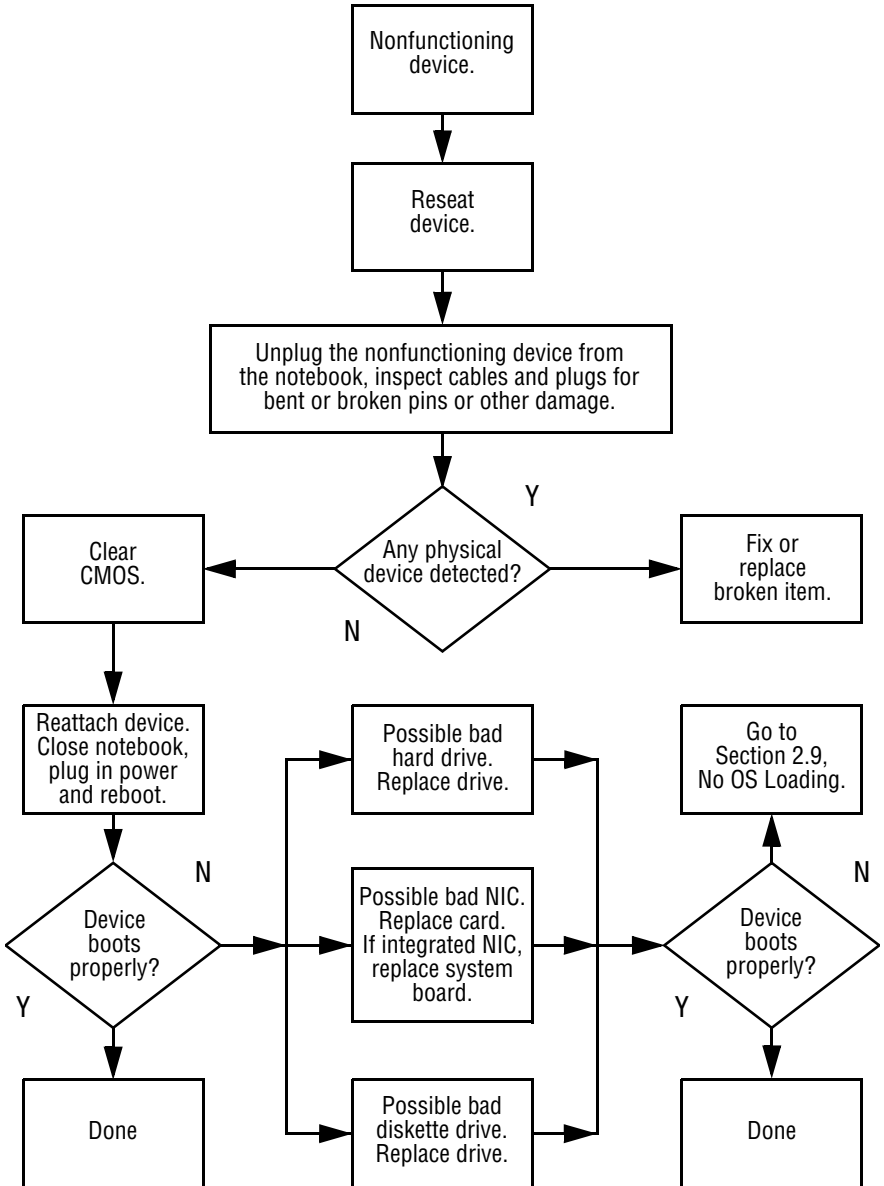 Nonfunctioning
device.
Reseat
device.
Unplug the nonfunctioning device from
the notebook, inspect cables and plugs for
bent or broken pins or other damage.
Y
Any physical
device detected?
N
Clear
CMOS.
Fix or
replace
broken item.
Reattach device.
Close notebook,
plug in power
and reboot.
Device
boots
properly?
N
Y
Done
Possible bad
hard drive.
Replace drive.
Possible bad NIC.
Replace card.
If integrated NIC,
replace system
board.
Possible bad
diskette drive.
Replace drive.
Go to
Section 2.9,
No OS Loading.
N
Device
boots
properly?
Y
Done